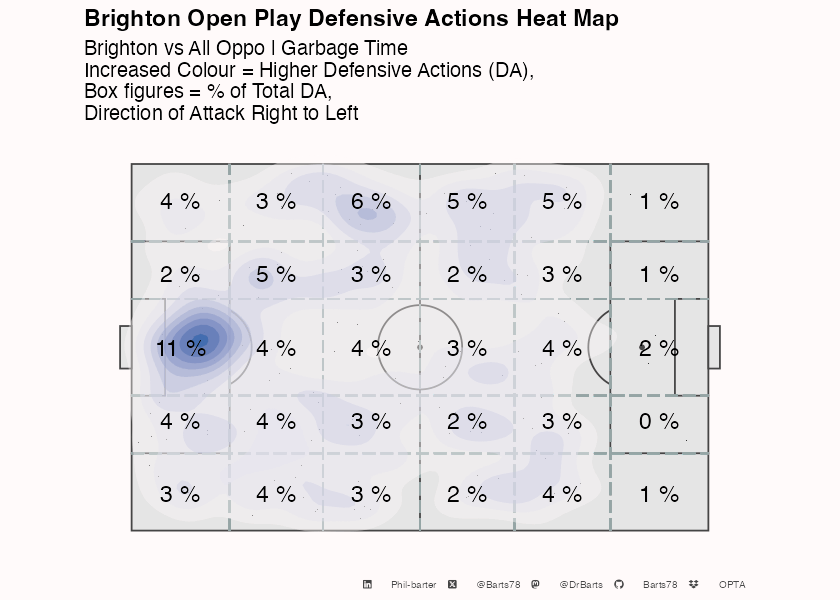 Brighton Open Play Defensive Actions Heat Map
Brighton vs All Oppo | Garbage Time
Increased Colour = Higher Defensive Actions (DA),
Box figures = % of Total DA,
Direction of Attack Right to Left
4 % 3 % 6 % 5 % 5 % 1 %
2 % 5 % 3 % 2 % 3 % 1 %
11 % 4 % 4 % 3 % 4 % 2 %
4 % 4 % 3 % 2 % 3 % 0 %
3 % 4 % 3 % 2 % 4 % 1 %
Phil-barter @Barts78 @DrBarts Barts78 OPTA